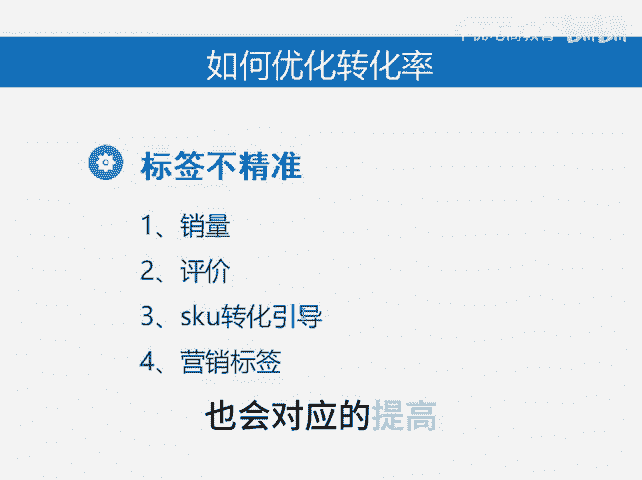 如何优化转化率
标签不精准
1、销量
2、评价
3、sku转化引导
4、营销标签
也会对应的提高